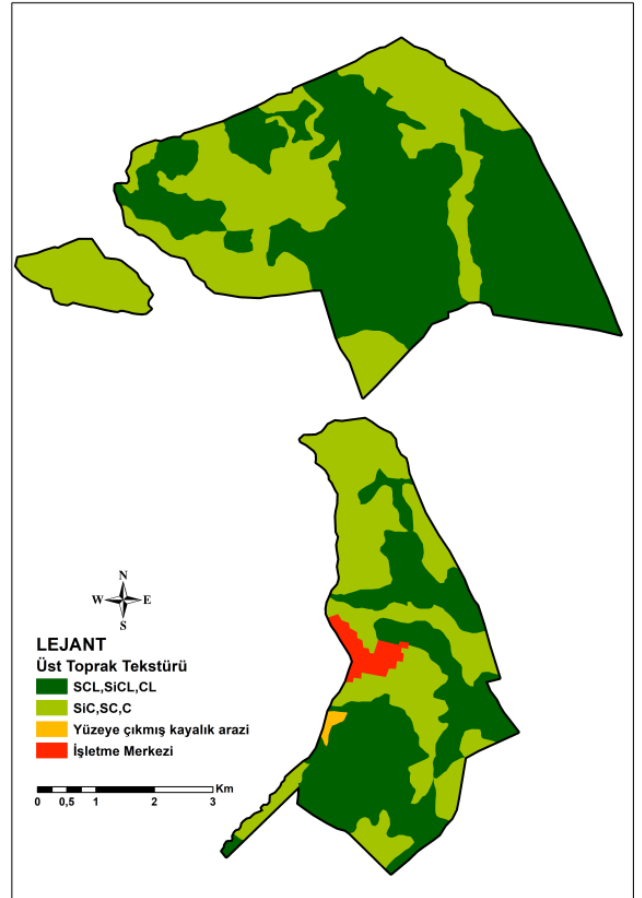 N
W E
S
LEJANT
Üst Toprak Tekstürü
SCL,SiCL,CL
SiC,SC,C
Yüzeye çıkmış kayalık arazi
İşletme Merkezi
Km
0 0,5 1 2 3